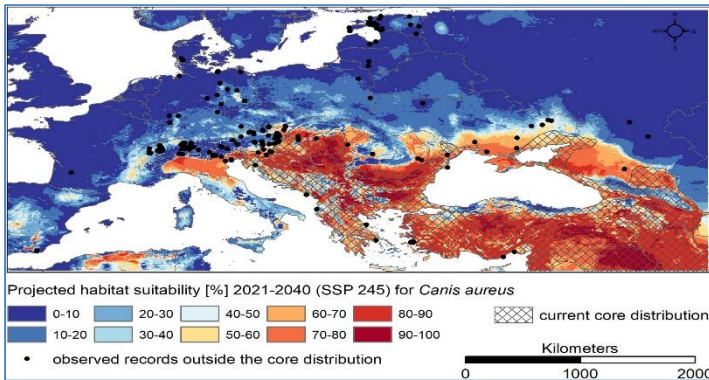 Projected habitat suitability [%] 2021-2040 (SSP 245) for Canis aureus
0-10 20-30 40-50 60-70 80-90 current core distribution
10-20 30-40 50-60 70-80 90-100
observed records outside the core distribution
Kilometers
0 1000 2000